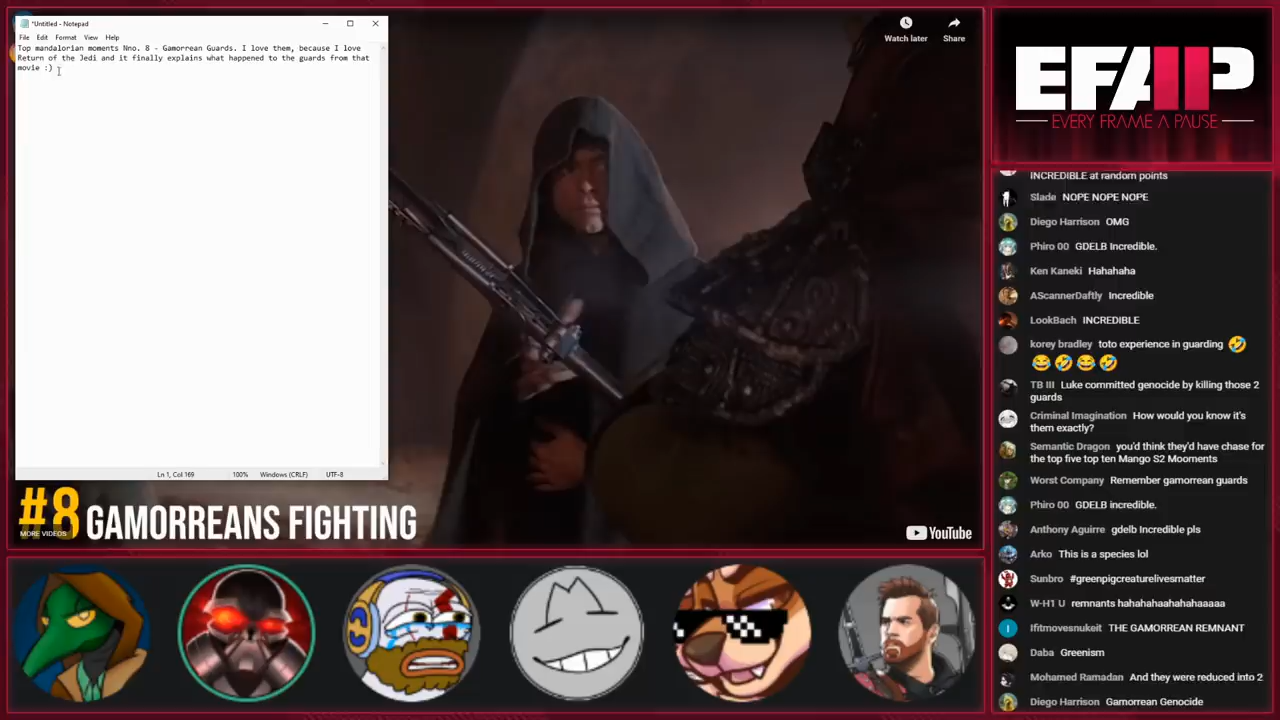 *Untitled - Notepad
File Edit Format View Help
Top mandalorian moments Nno. 8 - Gamorrean Guards. I love them, because I love
Return of the Jedi and it finally explains what happened to the guards from that
movie :)
Ln 1, Col 169 100% Windows (CRLF) UTF-8
Watch later Share
#8 GAMORREANS FIGHTING
MORE VIDEOS
YouTube
EFAP
EVERY FRAME A PAUSE
INCREDIBLE at random points
Slade NOPE NOPE NOPE
Diego Harrison OMG
Phiro 00 GDELB Incredible.
Ken Kaneki Hahahaha
AScannerDaftly Incredible
LookBach INCREDIBLE
korey bradley toto experience in guarding 🤣
😂🤣😂🤣
TB III Luke committed genocide by killing those 2
guards
Criminal Imagination How would you know it's
them exactly?
Semantic Dragon you'd think they'd have chase for
the top five top ten Mango S2 Mooments
Worst Company Remember gamorrean guards
Phiro 00 GDELB incredible.
Anthony Aguirre gdelb Incredible pls
Arko This is a species lol
Sunbro #greenpigcreaturelivesmatter
W-H1 U remnants hahahahaahahahaaaaa
I Ifitmovesnukeit THE GAMORREAN REMNANT
Daba Greenism
Mohamed Ramadan And they were reduced into 2
Diego Harrison Gamorrean Genocide